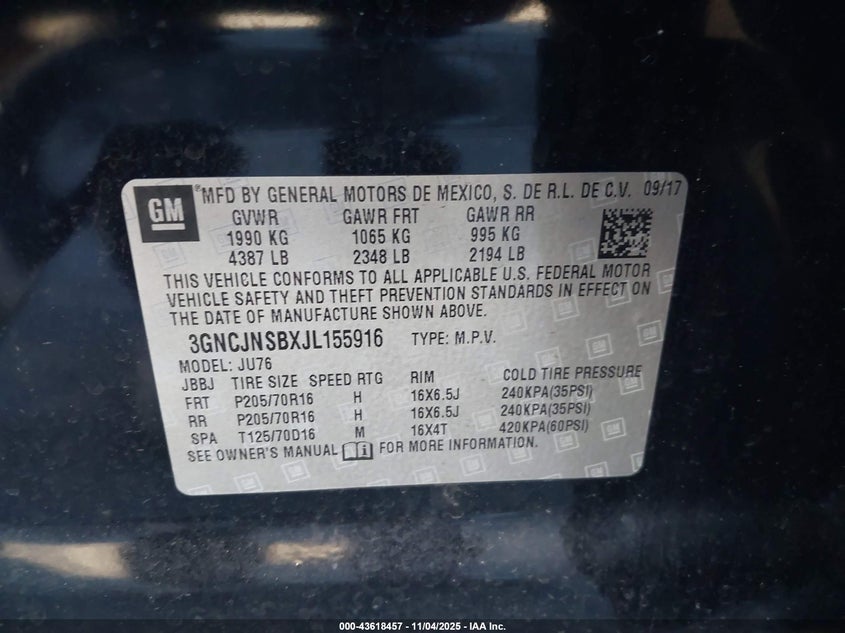 GM
MFD BY GENERAL MOTORS DE MEXICO, S. DE R.L. DE C.V. 09/17
GVWR GAWR FRT GAWR RR
1990 KG 1065 KG 995 KG
4387 LB 2348 LB 2194 LB
THIS VEHICLE CONFORMS TO ALL APPLICABLE U.S. FEDERAL MOTOR
VEHICLE SAFETY AND THEFT PREVENTION STANDARDS IN EFFECT ON
THE DATE OF MANUFACTURE SHOWN ABOVE.
3GNCJNSBXJL155916 TYPE: M.P.V.
MODEL: JU76
JBBJ TIRE SIZE SPEED RTG RIM COLD TIRE PRESSURE
FRT P205/70R16 H 16X6.5J 240KPA(35PSI)
RR P205/70R16 H 16X6.5J 240KPA(35PSI)
SPA T125/70D16 M 16X4T 420KPA(60PSI)
SEE OWNER'S MANUAL FOR MORE INFORMATION.
000-43618457 - 11/04/2025 - IAA Inc.